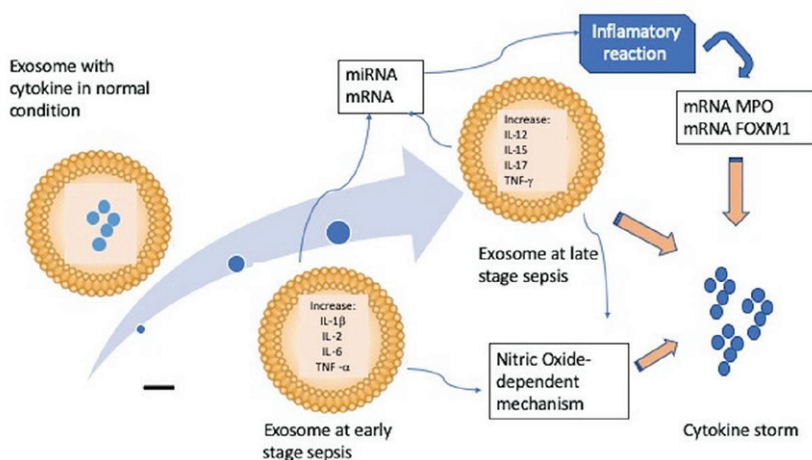 Exosome with
cytokine in normal
condition
miRNA
mRNA
Inflamatory
reaction
mRNA MPO
mRNA FOXM1
Increase:
IL-12
IL-15
IL-17
TNF-γ
Exosome at late
stage sepsis
Increase:
IL-1β
IL-2
IL-6
TNF -α
Exosome at early
stage sepsis
Nitric Oxide-
dependent
mechanism
Cytokine storm